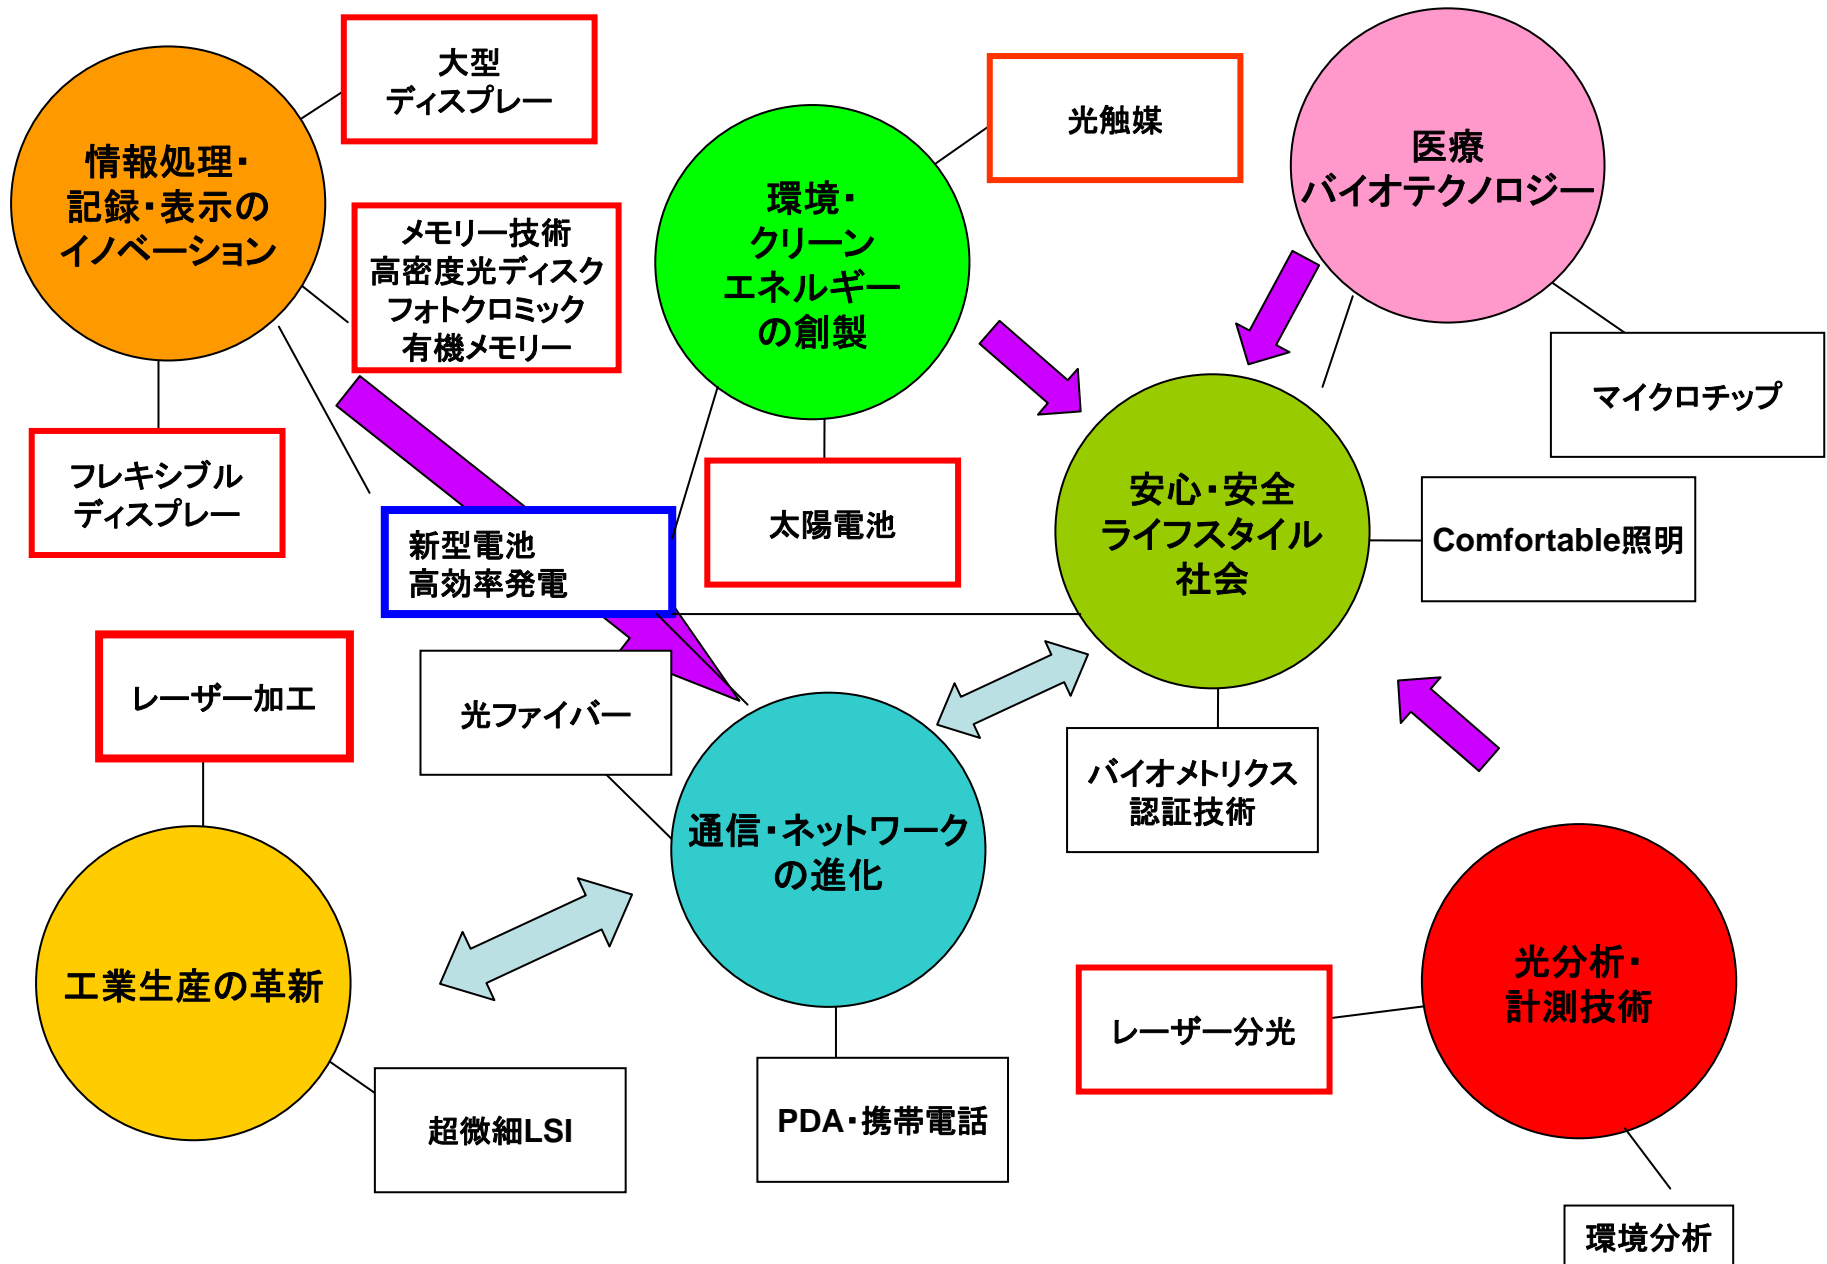 大型
ディスプレー
情報処理・
記録・表示の
イノベーション
メモリー技術
高密度光ディスク
フォトクロミック
有機メモリー
フレキシブル
ディスプレー
環境・
クリーン
エネルギー
の創製
光触媒
医療
バイオテクノロジー
マイクロチップ
太陽電池
新型電池
高効率発電
安心・安全
ライフスタイル
社会
Comfortable照明
レーザー加工
光ファイバー
バイオメトリクス
認証技術
通信・ネットワーク
の進化
工業生産の革新
光分析・
計測技術
レーザー分光
超微細LSI
PDA・携帯電話
環境分析